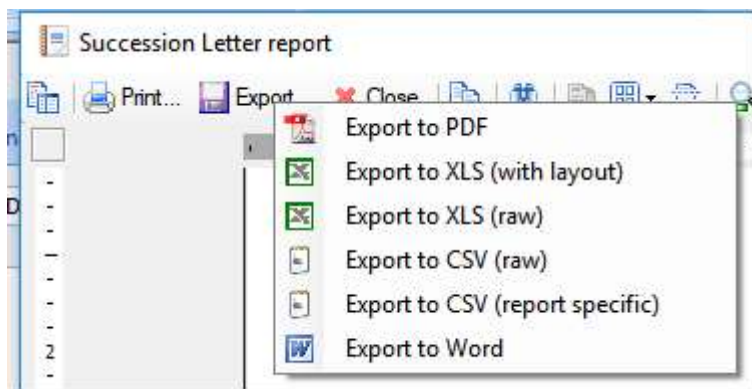 Succession Letter report
Print... Export Close
Export to PDF
Export to XLS (with layout)
Export to XLS (raw)
Export to CSV (raw)
Export to CSV (report specific)
Export to Word
2